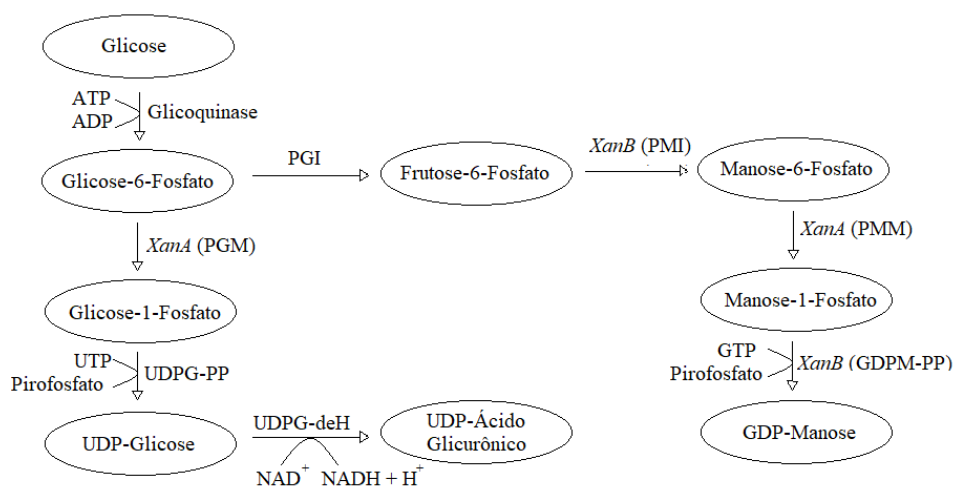 Glicose
ATP
ADP
Glicoquinase
Glicose-6-Fosfato
PGI
Frutose-6-Fosfato
XanB (PMI)
Manose-6-Fosfato
XanA (PGM)
XanA (PMM)
Glicose-1-Fosfato
Manose-1-Fosfato
UTP
Pirofosfato
UDPG-PP
GTP
Pirofosfato
XanB (GDPM-PP)
UDP-Glicose
UDPG-deH
NAD+
NADH + H+
UDP-Ácido
Glicurônico
GDP-Manose